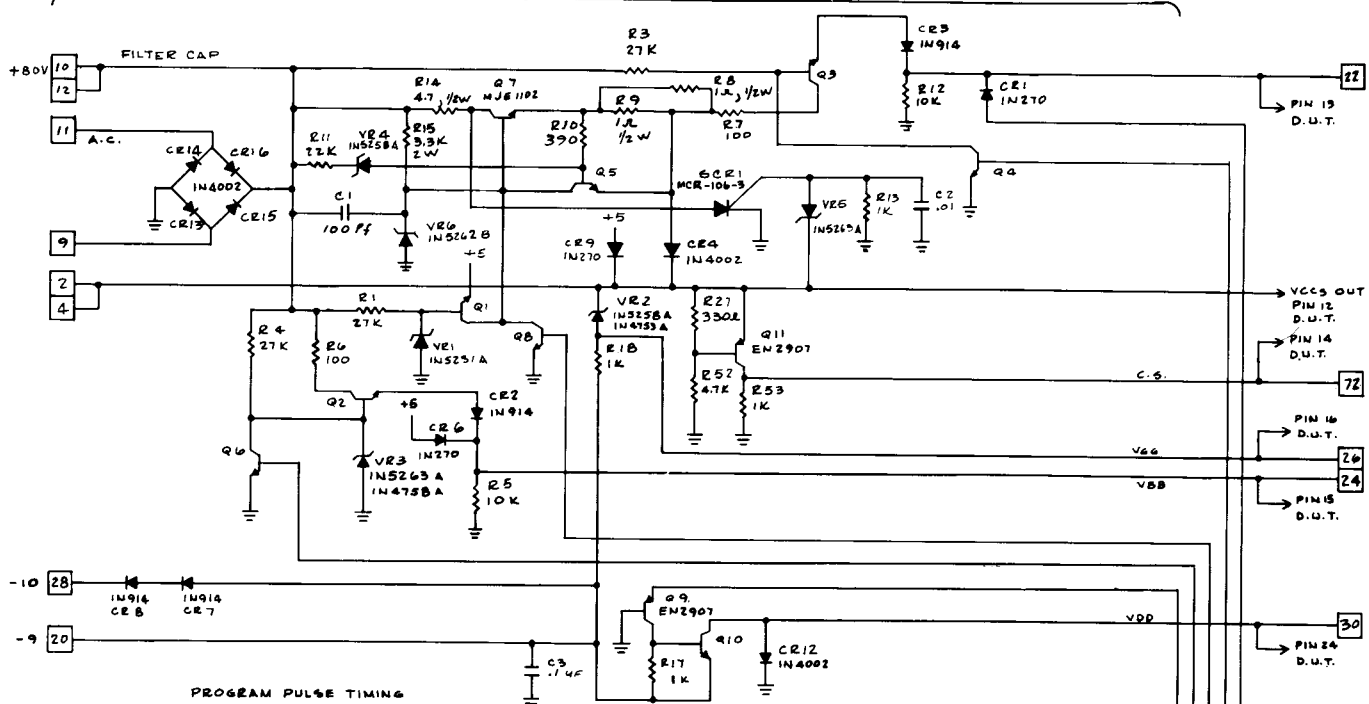 +80V
10
12
FILTER CAP
11
A.C.
9
2
4
CR14
CR16
1N4002
CR13
CR15
R3
27K
R14
4.7, 1/2W
Q7
MJE1102
R11
22K
VR4
1N5258A
R15
3.3K
2W
R10
390
R9
1Ω
1/2W
R8
1Ω, 1/2W
R7
100
Q3
CR3
1N914
R12
10K
CR1
1N270
22
PIN 13
D.U.T.
Q5
SCR1
MCR-106-3
Q4
C1
100 Pf
VR6
1N5262B
+5
CR9
1N270
CR4
1N4002
VR5
1N5263A
R13
1K
C2
.01
+5
R1
27K
Q1
R4
27K
R6
100
VR1
1N5231A
Q8
VR2
1N5258A
1N4753A
R18
1K
R27
330Ω
Q11
EN2907
R52
4.7K
R53
1K
VCCS OUT
PIN 12
D.U.T.
PIN 14
D.U.T.
C.S.
72
Q2
CR2
1N914
+5
CR6
1N270
Q6
VR3
1N5263A
1N4758A
R5
10K
PIN 16
D.U.T.
VGG
26
VBB
24
PIN 15
D.U.T.
-10
28
1N914
CR8
1N914
CR7
-9
20
C3
.1UF
Q9
EN2907
R17
1K
Q10
CR12
1N4002
VDD
30
PIN 24
D.U.T.
PROGRAM PULSE TIMING